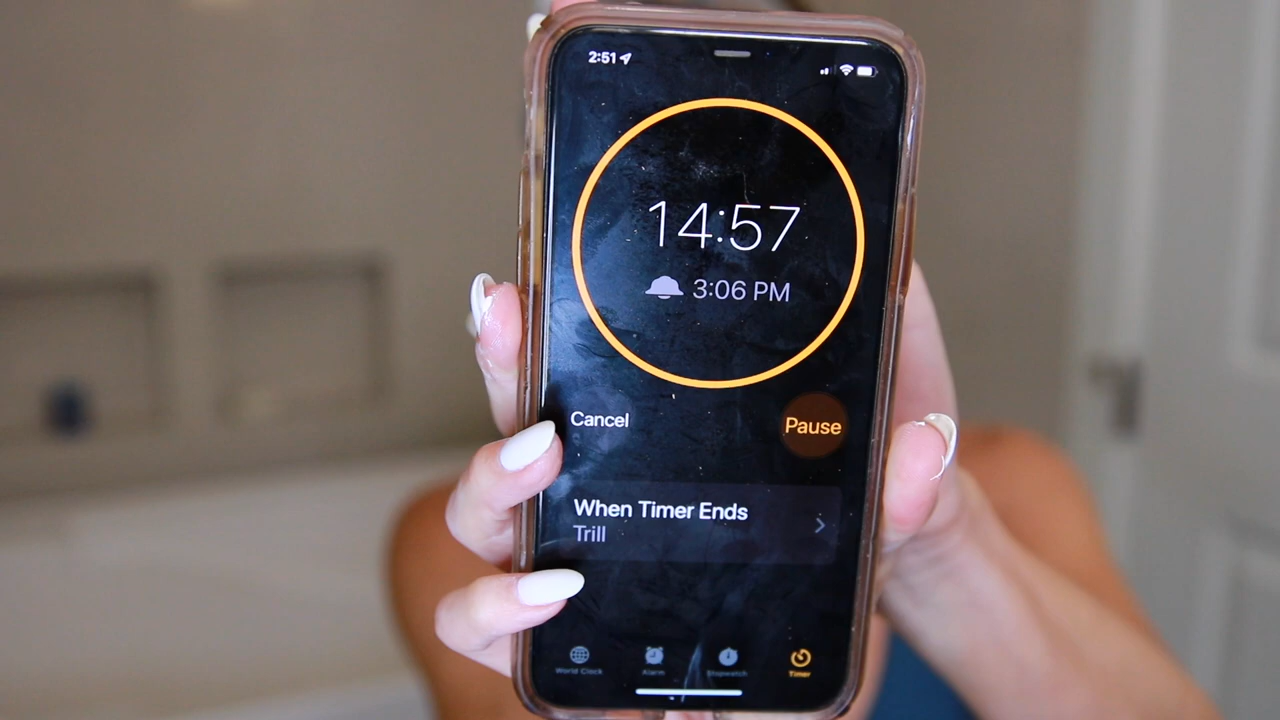 2:51
14:57
3:06 PM
Cancel
Pause
When Timer Ends
Trill
World Clock
Alarm
Stopwatch
Timer